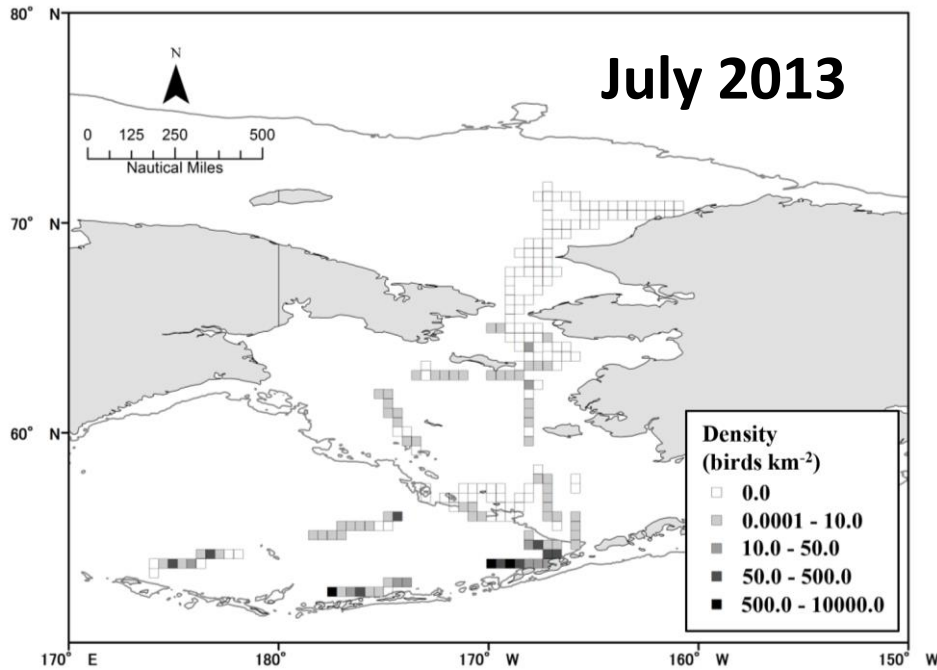 80° N
July 2013
N
0 125 250 500
Nautical Miles
70°
60°
Density
(birds km-2)
0.0
0.0001 - 10.0
10.0 - 50.0
50.0 - 500.0
500.0 - 10000.0
170° E 180° 170° W 160° W 150° W